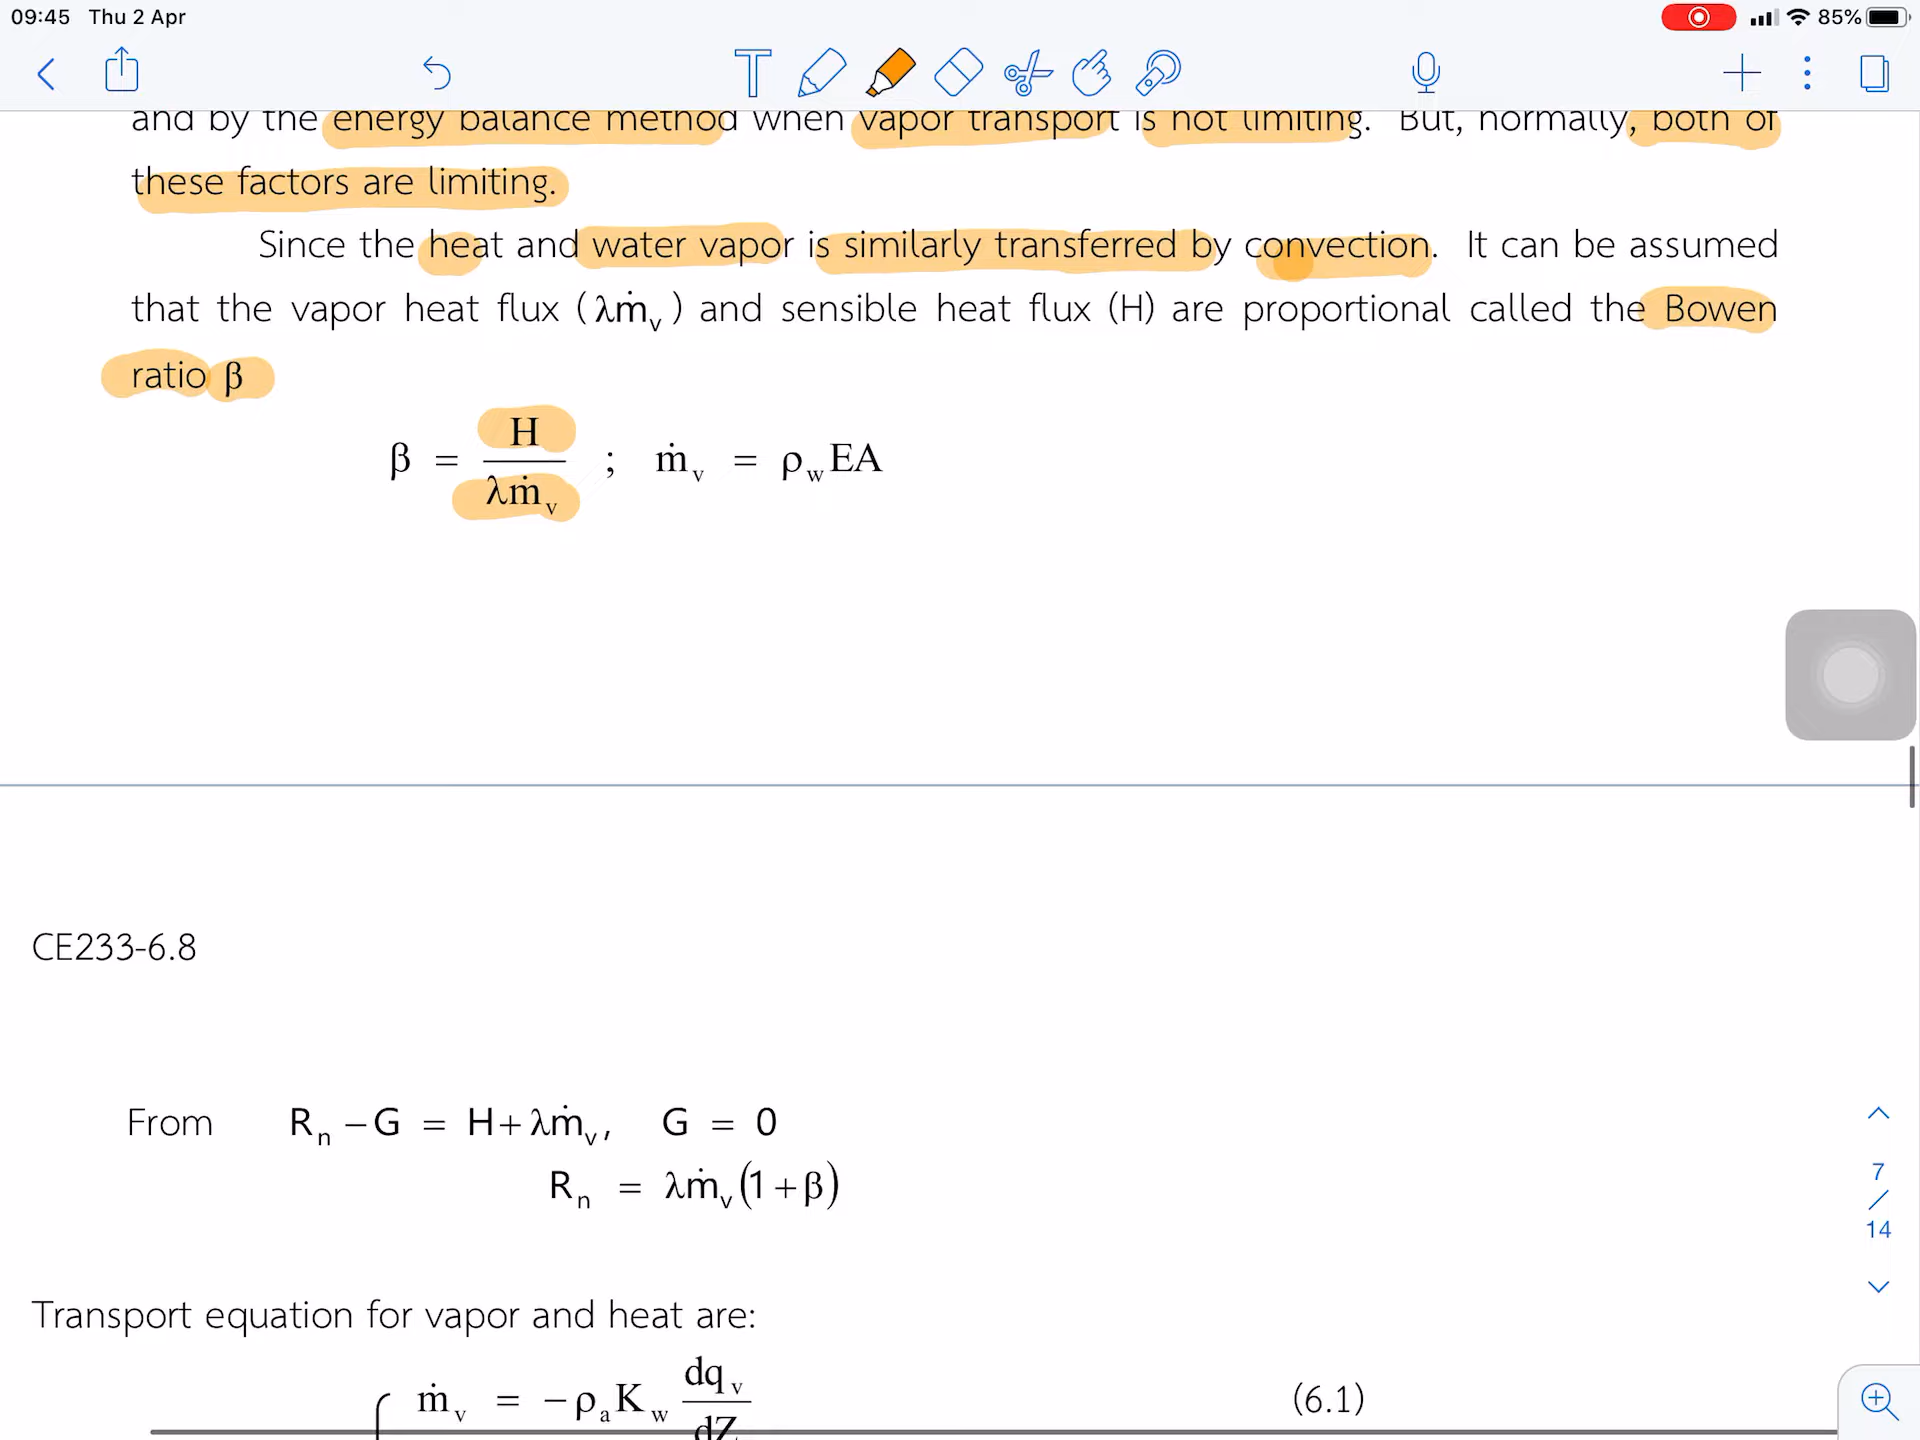 09:45 Thu 2 Apr
85%
T
and by the energy balance method when vapor transport is not limiting. But, normally, both of
these factors are limiting.
Since the heat and water vapor is similarly transferred by convection. It can be assumed
that the vapor heat flux (λṁᵥ) and sensible heat flux (H) are proportional called the Bowen
ratio β
β = H / λṁᵥ ; ṁᵥ = ρ_w EA
CE233-6.8
From Rₙ − G = H + λṁᵥ, G = 0
Rₙ = λṁᵥ (1 + β)
7
/
14
Transport equation for vapor and heat are:
ṁᵥ = −ρₐ K_w dqᵥ / dZ (6.1)